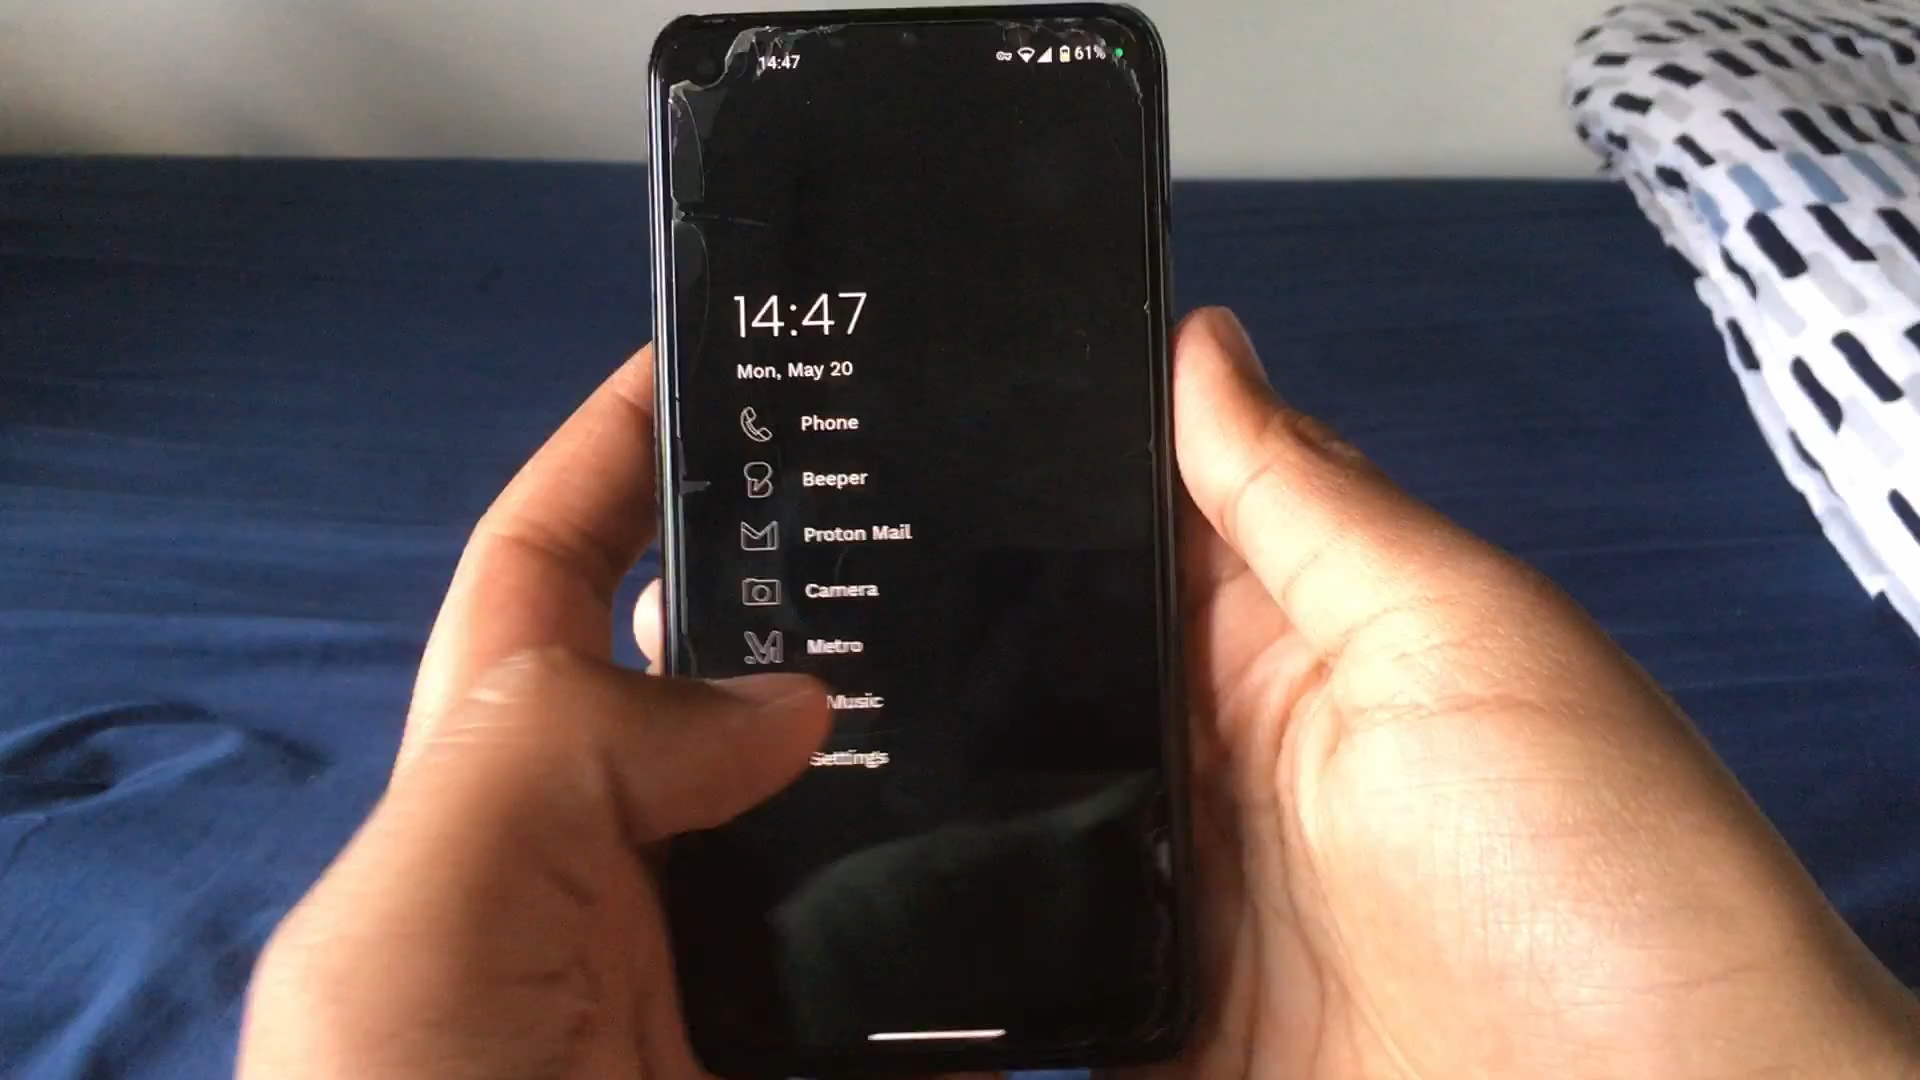 14:47
61%
14:47
Mon, May 20
Phone
Beeper
Proton Mail
Camera
Metro
Music
Settings